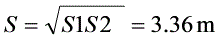 S = √S1S2 = 3.36 m